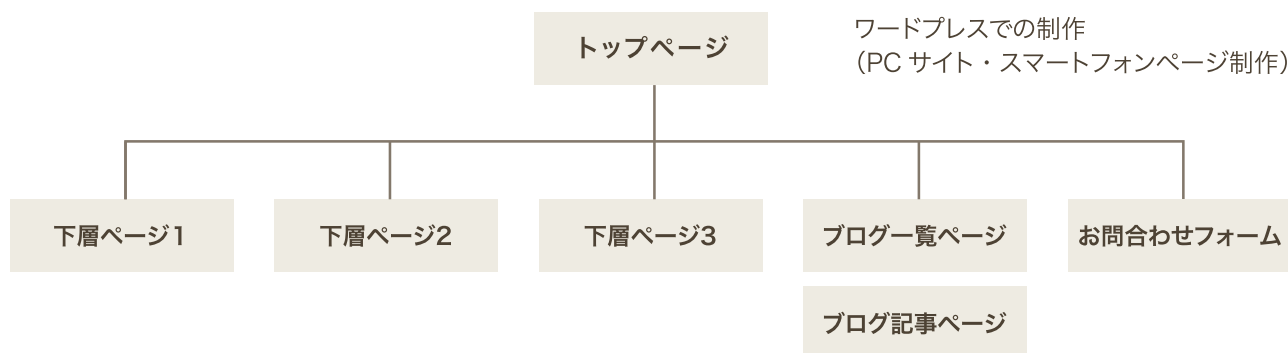 トップページ
ワードプレスでの制作
（PC サイト・スマートフォンページ制作）
下層ページ1
下層ページ2
下層ページ3
ブログ一覧ページ
お問合わせフォーム
ブログ記事ページ